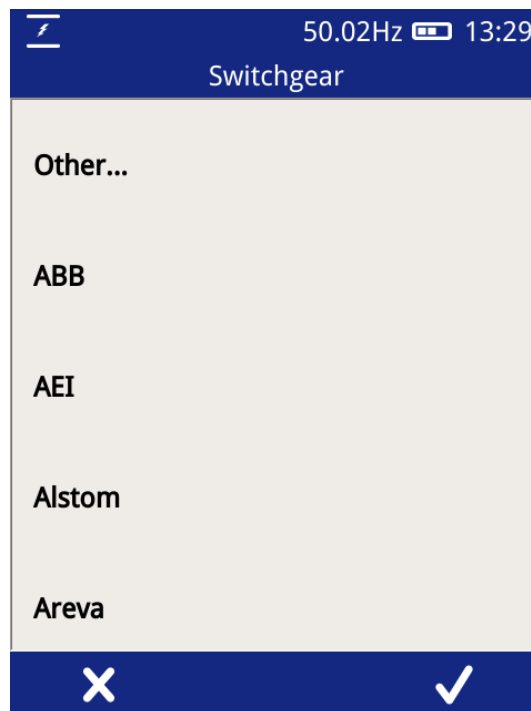 50.02Hz 13:29
Switchgear
Other...
ABB
AEI
Alstom
Areva